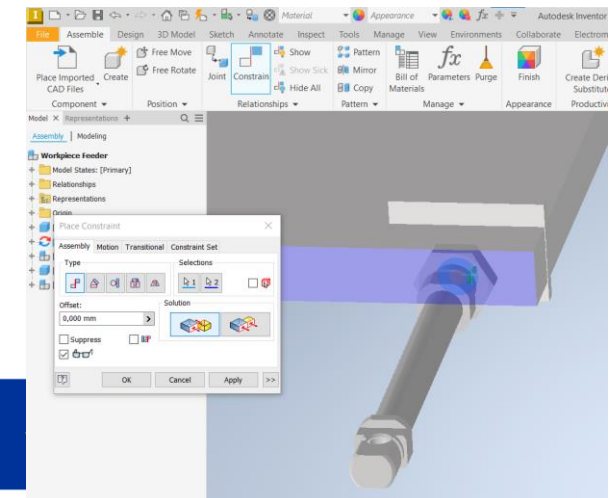 Material
Appearance
fx
Autodesk Inventor
File Assemble Design 3D Model Sketch Annotate Inspect Tools Manage View Environments Collaborate Electrom
Free Move
Free Rotate
Show
Show Sick
Hide All
Pattern
Mirror
Copy
fx
Place Imported
CAD Files
Create
Joint
Constrain
Bill of
Materials
Parameters
Purge
Finish
Create Deri
Substitut
Component
Position
Relationships
Pattern
Manage
Appearance
Productivi
Model × Representations +
Assembly | Modeling
Workpiece Feeder
Model States: [Primary]
Relationships
Representations
Origin
Place Constraint
Assembly Motion Transitional Constraint Set
Type
Selections
1 2
Offset:
0,000 mm
Solution
Suppress
OK Cancel Apply >>